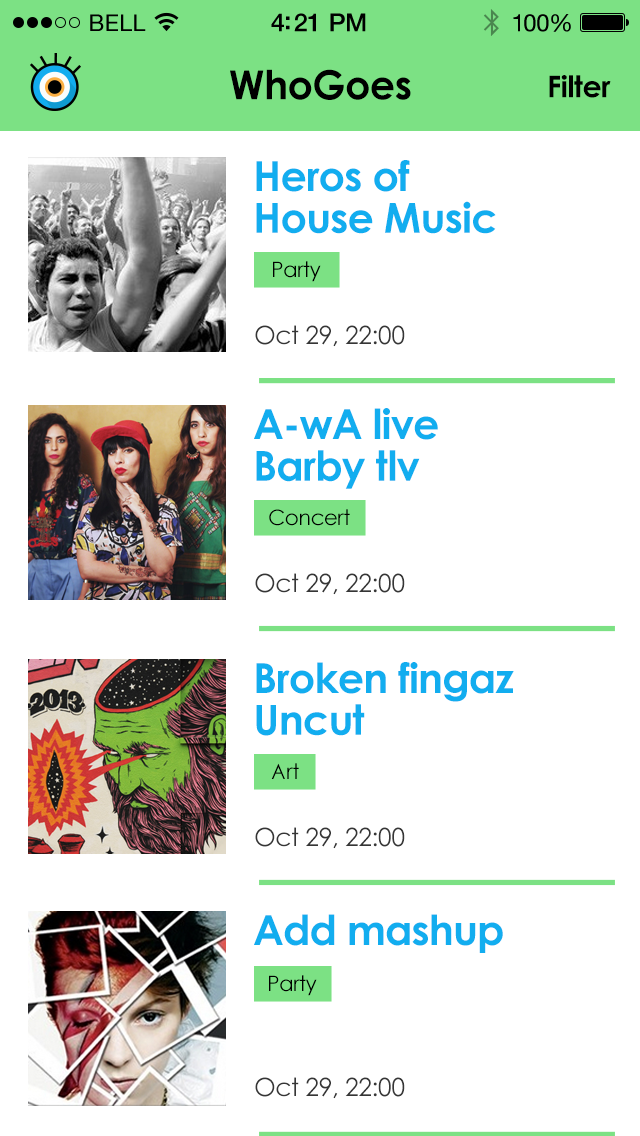 BELL 4:21 PM 100%
WhoGoes Filter
Heros of
House Music
Party
Oct 29, 22:00
A-wA live
Barby tlv
Concert
Oct 29, 22:00
Broken fingaz
Uncut
-2013
Art
Oct 29, 22:00
Add mashup
Party
Oct 29, 22:00